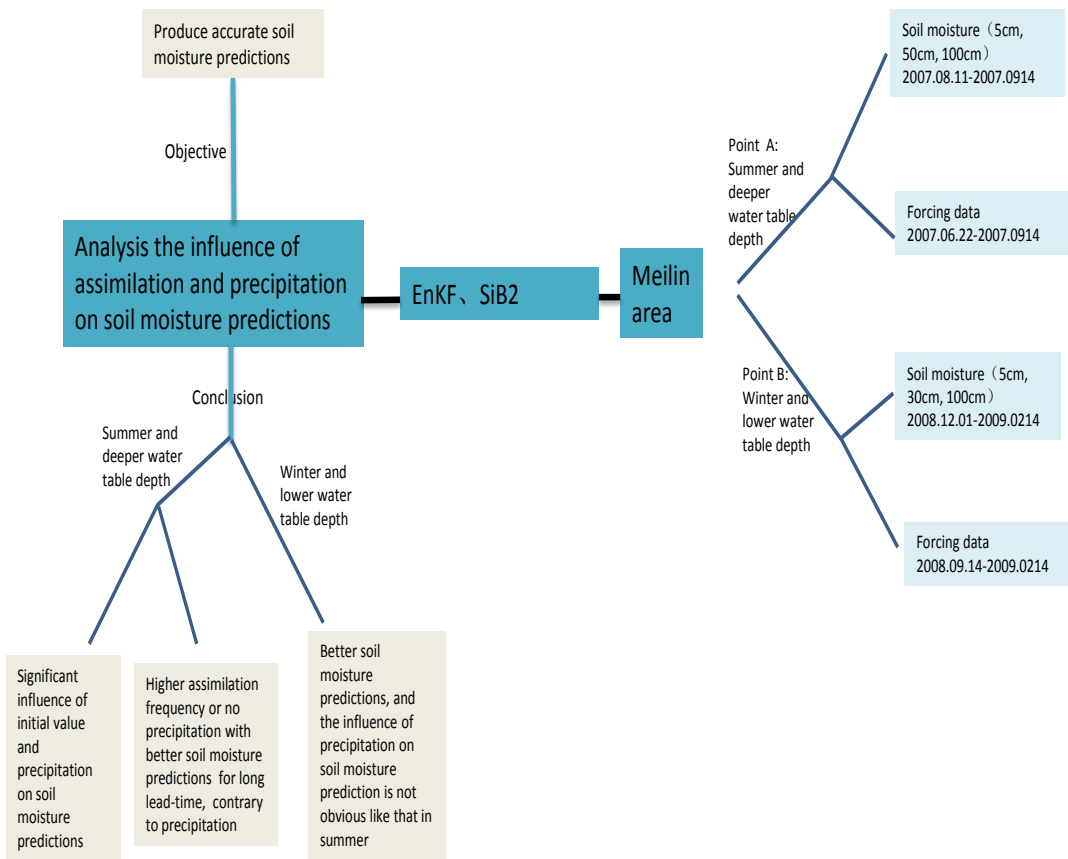 Produce accurate soil
moisture predictions
Objective
Analysis the influence of
assimilation and precipitation
on soil moisture predictions
EnKF、SiB2
Meilin
area
Point A:
Summer and
deeper
water table
depth
Soil moisture（5cm,
50cm, 100cm）
2007.08.11-2007.0914
Forcing data
2007.06.22-2007.0914
Point B:
Winter and
lower water
table depth
Soil moisture（5cm,
30cm, 100cm）
2008.12.01-2009.0214
Forcing data
2008.09.14-2009.0214
Conclusion
Summer and
deeper water
table depth
Winter and
lower water
table depth
Significant
influence of
initial value
and
precipitation
on soil
moisture
predictions
Higher assimilation
frequency or no
precipitation with
better soil moisture
predictions for long
lead-time, contrary
to precipitation
Better soil
moisture
predictions, and
the influence of
precipitation on
soil moisture
prediction is not
obvious like that in
summer